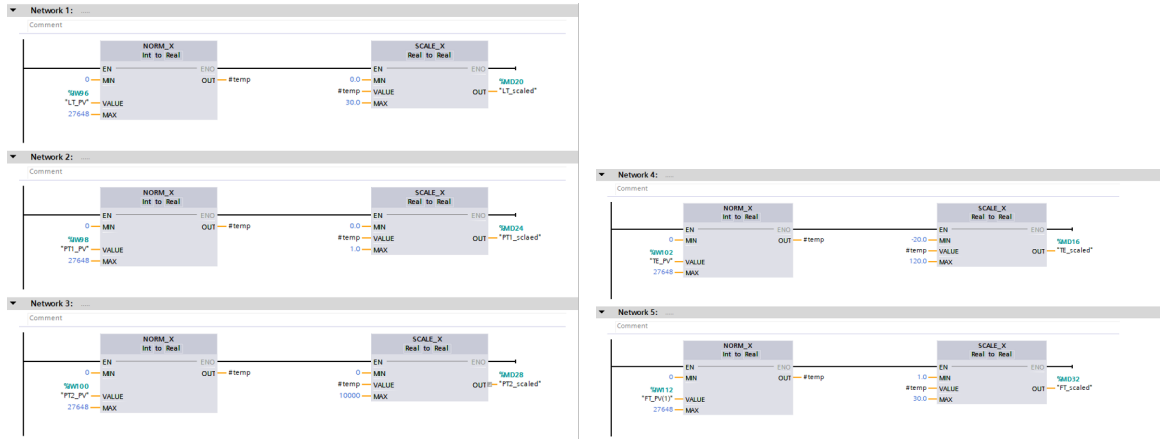 Network 1: .....
Comment
NORM_X
Int to Real
EN
ENO
0
MIN
OUT
#temp
%IW96
"LT_PV"
VALUE
27648
MAX
SCALE_X
Real to Real
EN
ENO
0.0
MIN
%MD20
#temp
VALUE
OUT
"LT_scaled"
30.0
MAX
Network 2: .....
Comment
NORM_X
Int to Real
EN
ENO
0
MIN
OUT
#temp
%IW98
"PT1_PV"
VALUE
27648
MAX
SCALE_X
Real to Real
EN
ENO
0.0
MIN
%MD24
#temp
VALUE
OUT
"PT1_sclaed"
1.0
MAX
Network 3: .....
Comment
NORM_X
Int to Real
EN
ENO
0
MIN
OUT
#temp
%IW100
"PT2_PV"
VALUE
27648
MAX
SCALE_X
Real to Real
EN
ENO
0
MIN
%MD28
#temp
VALUE
OUT
"PT2_scaled"
10000
MAX
Network 4: .....
Comment
NORM_X
Int to Real
EN
ENO
0
MIN
OUT
#temp
%IW102
"TE_PV"
VALUE
27648
MAX
SCALE_X
Real to Real
EN
ENO
-20.0
MIN
%MD16
#temp
VALUE
OUT
"TE_scaled"
120.0
MAX
Network 5: .....
Comment
NORM_X
Int to Real
EN
ENO
0
MIN
OUT
#temp
%IW112
"FT_PV(1)"
VALUE
27648
MAX
SCALE_X
Real to Real
EN
ENO
1.0
MIN
%MD32
#temp
VALUE
OUT
"FT_scaled"
30.0
MAX